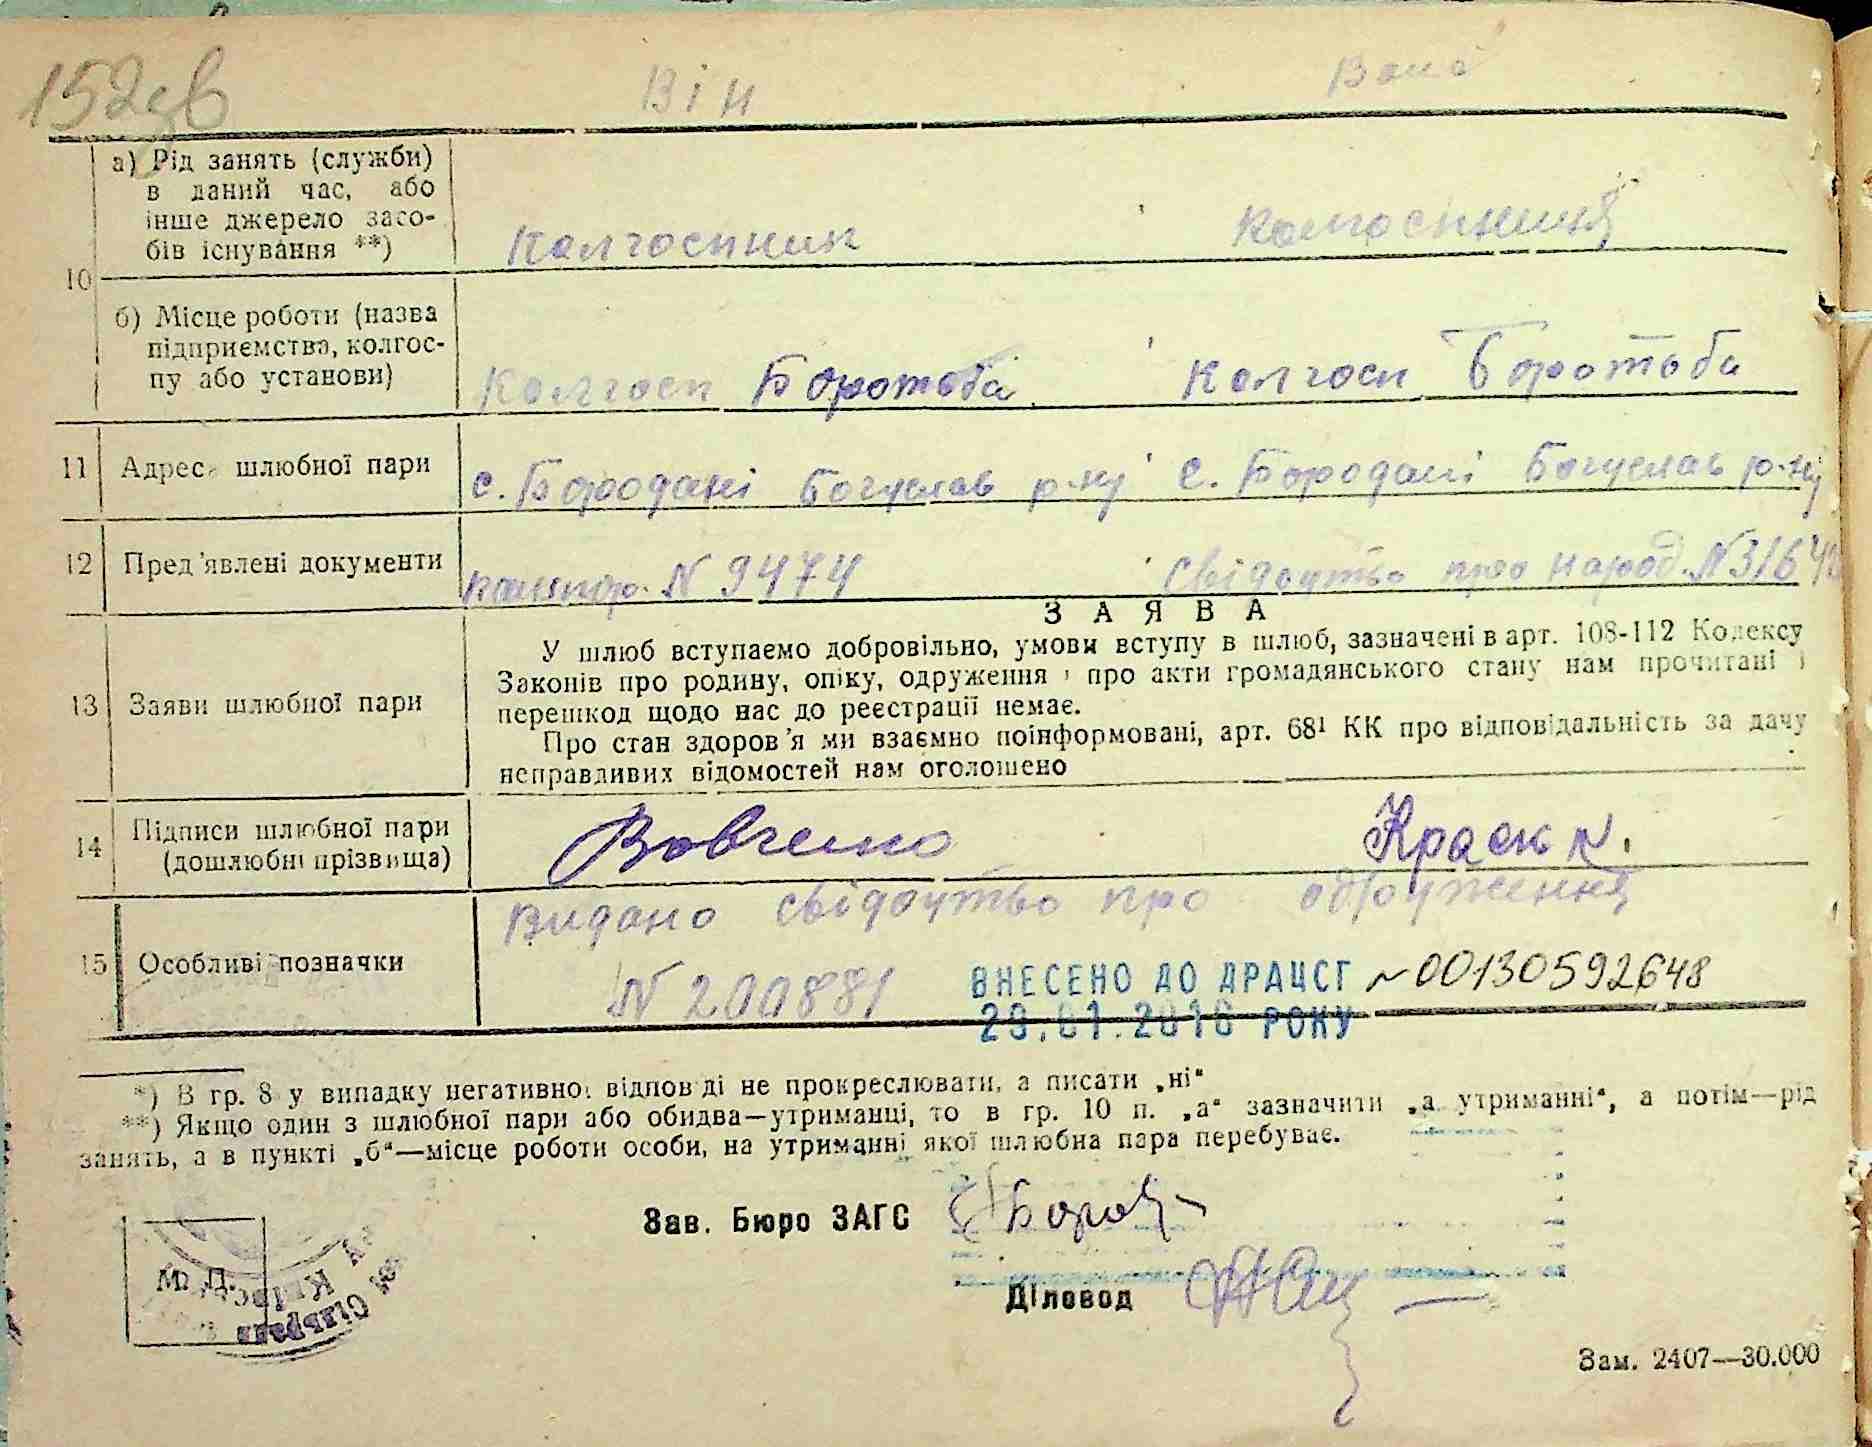 152зв
Він Вона
а) Рід занять (служби)
в даний час, або
інше джерело засо-
бів існування **)
Колгоспник колгоспниця
10
б) Місце роботи (назва
підприємства, колгос-
пу або установи)
Колгосп Боротьба Колгосп Боротьба
11 Адреса шлюбної пари
с. Бородані Богуслав р-ну с. Бородані Богуслав р-ну
12 Пред'явлені документи
пашпор. N 9474 Свідоцтво про народ. N
З А Я В А
У шлюб вступаємо добровільно, умови вступу в шлюб, зазначені в арт. 108-112 Кодексу
Законів про родину, опіку, одруження і про акти громадянського стану нам прочитані і
13 Заяви шлюбної пари
перешкод щодо нас до реєстрації немає.
Про стан здоров'я ми взаємно поінформовані, арт. 68¹ КК про відповідальність за дачу
неправдивих відомостей нам оголошено
14 Підписи шлюбної пари
(дошлюбні прізвища)
Вовченко
видано свідоцтво про одруження
15 Особливі позначки
N 200881 ВНЕСЕНО ДО ДРАЦСГ №00130592648
29.01.2016 РОКУ
*) В гр. 8 у випадку негативної відповіді не прокреслювати, а писати „ні“
**) Якщо один з шлюбної пари або обидва—утриманці, то в гр. 10 п. „а“ зазначити „а утриманні“, а потім—рід
занять, а в пункті „б“—місце роботи особи, на утриманні якої шлюбна пара перебуває.
Зав. Бюро ЗАГС
М. П.
Діловод
Зам. 2407—30.000